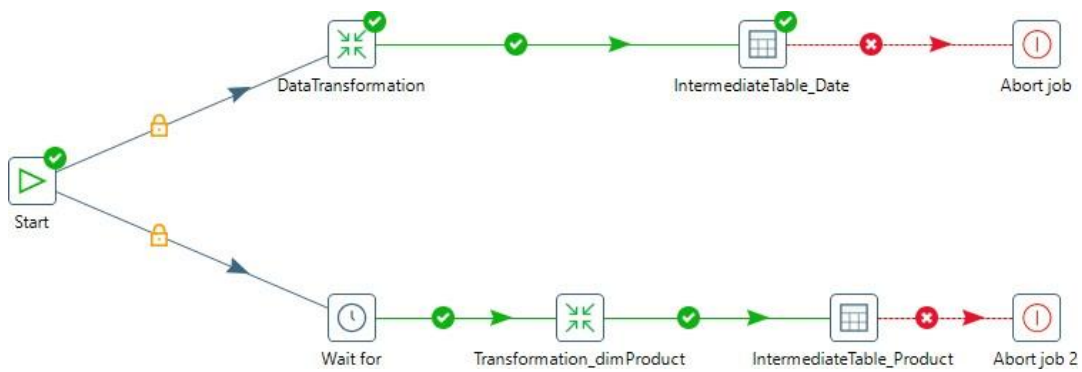 DataTransformation
IntermediateTable_Date
Abort job
Start
Wait for
Transformation_dimProduct
IntermediateTable_Product
Abort job 2